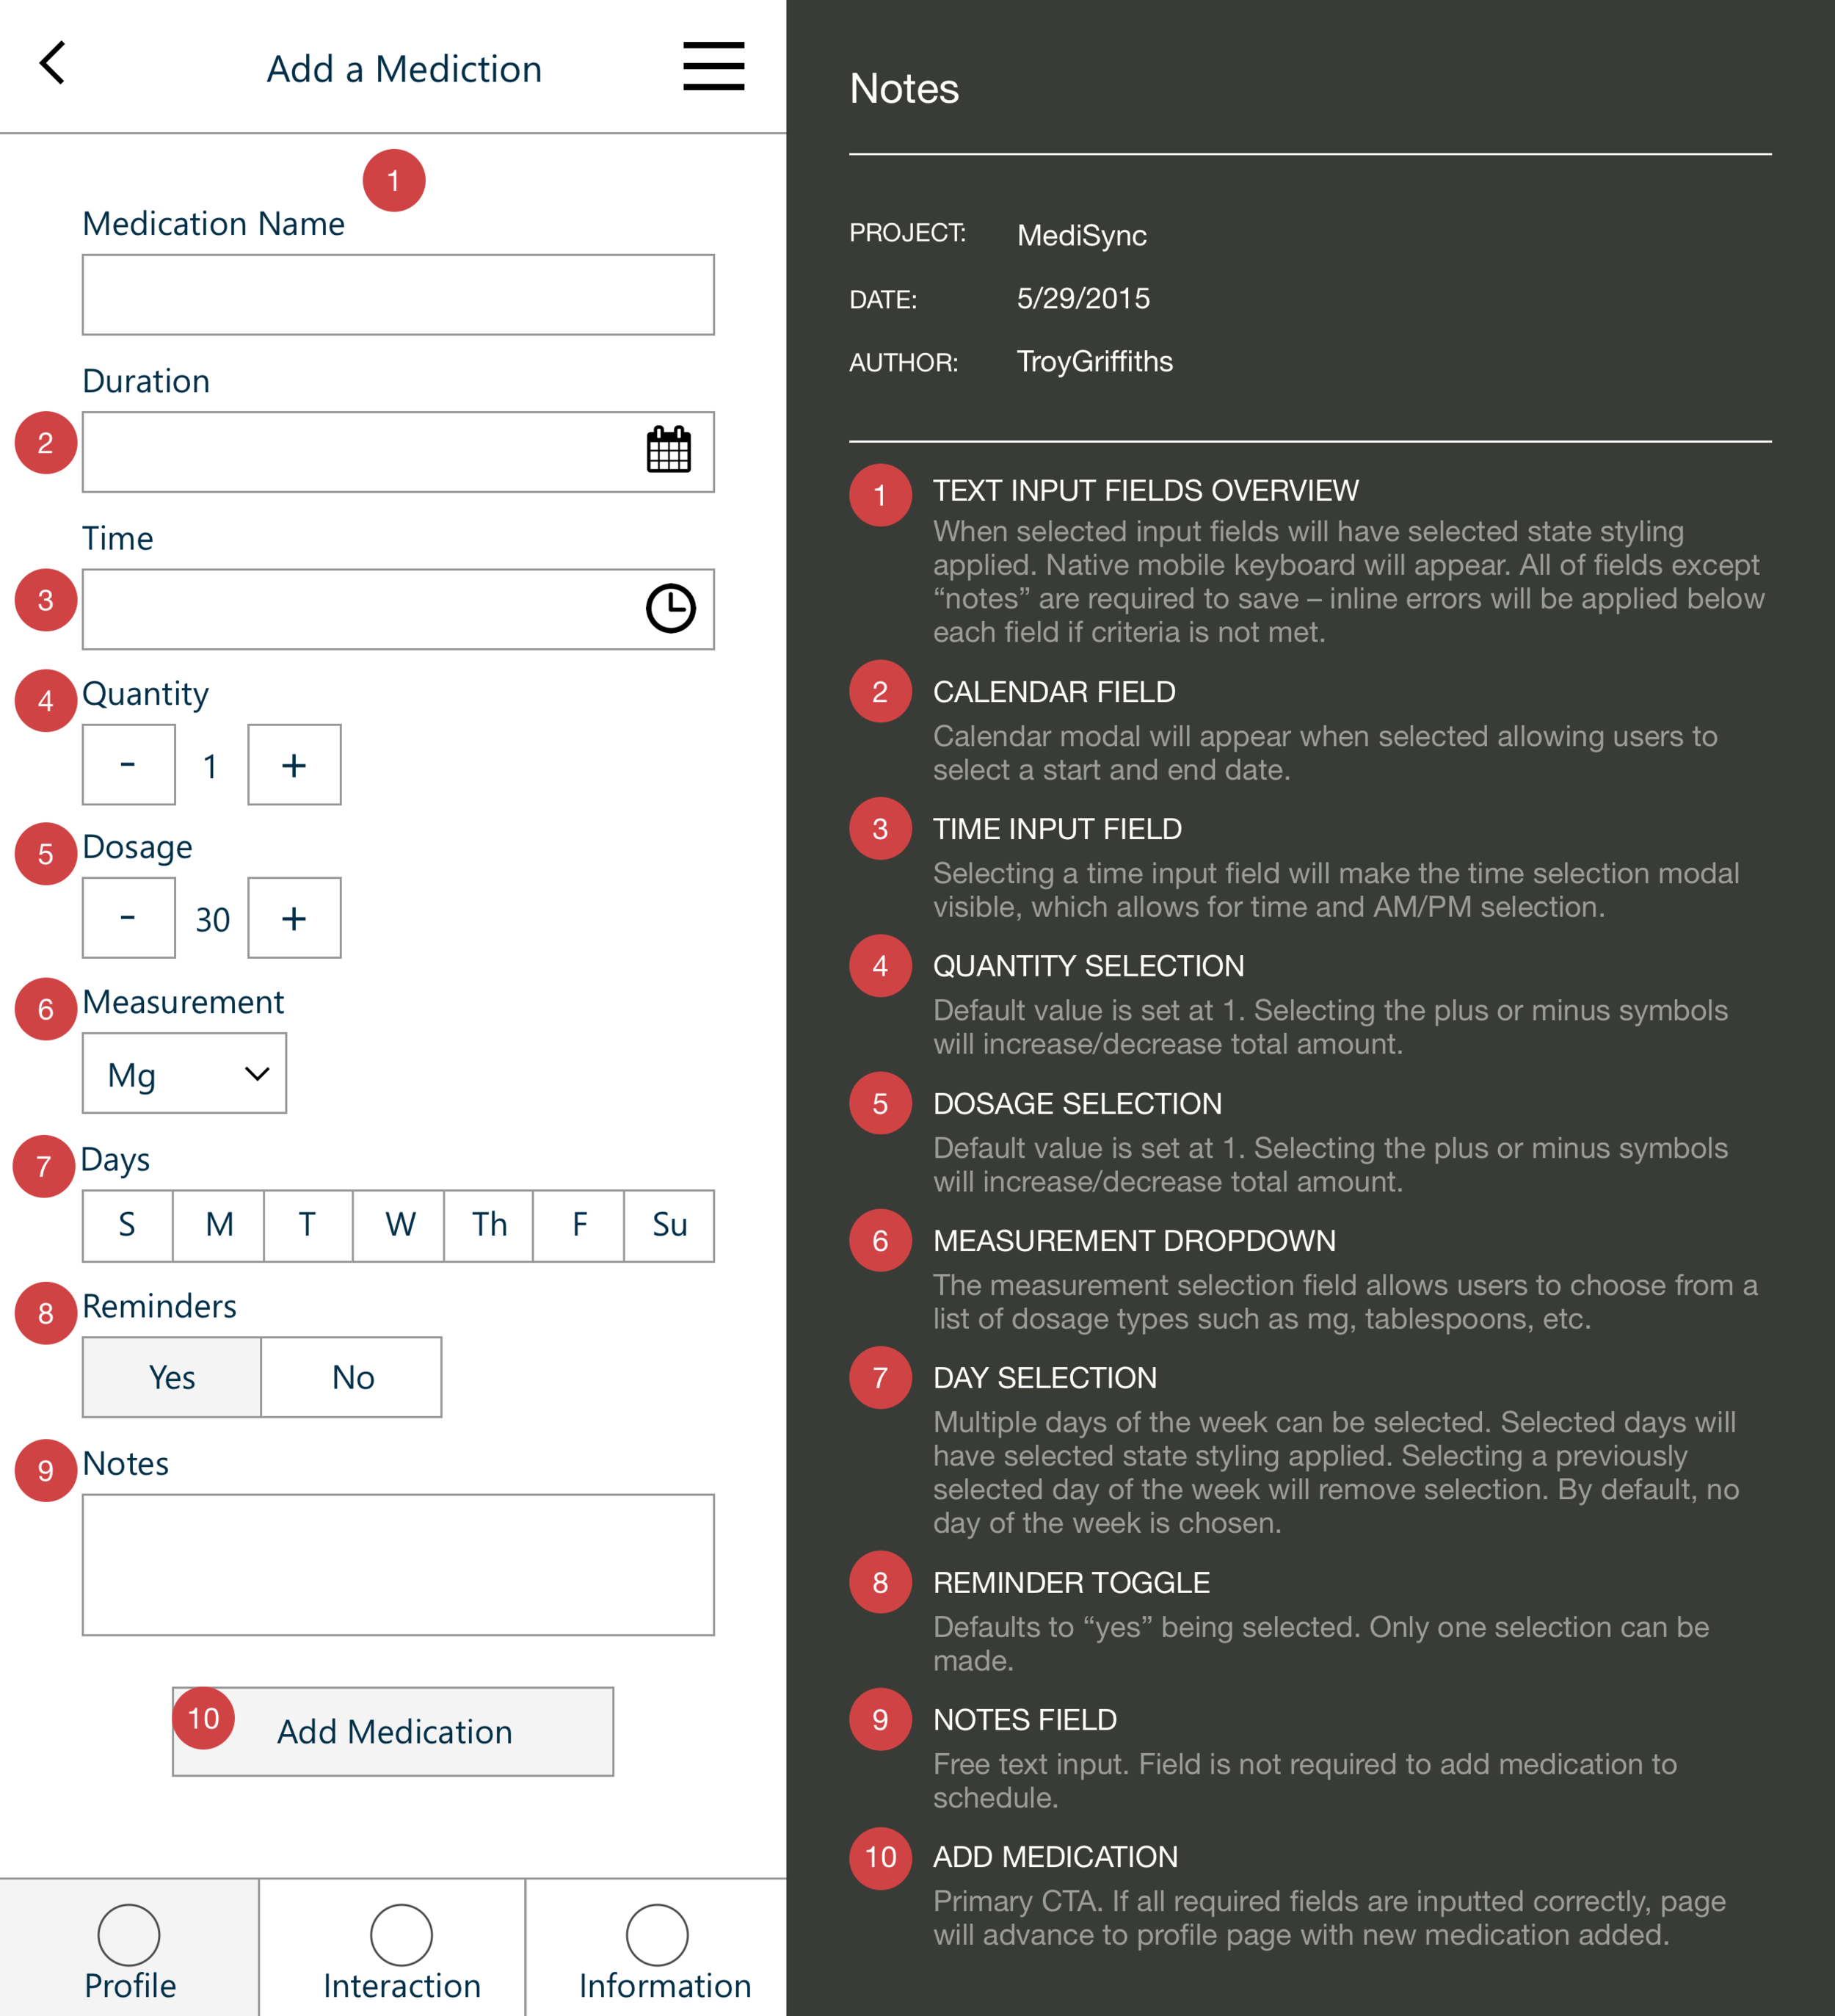 Add a Mediction
1
Medication Name
Duration
2
Time
3
4
Quantity
- 1 +
5
Dosage
- 30 +
6
Measurement
Mg
7
Days
S M T W Th F Su
8
Reminders
Yes No
9
Notes
10
Add Medication
Profile Interaction Information
Notes
PROJECT: MediSync
DATE: 5/29/2015
AUTHOR: TroyGriffiths
1 TEXT INPUT FIELDS OVERVIEW
When selected input fields will have selected state styling
applied. Native mobile keyboard will appear. All of fields except
“notes” are required to save – inline errors will be applied below
each field if criteria is not met.
2 CALENDAR FIELD
Calendar modal will appear when selected allowing users to
select a start and end date.
3 TIME INPUT FIELD
Selecting a time input field will make the time selection modal
visible, which allows for time and AM/PM selection.
4 QUANTITY SELECTION
Default value is set at 1. Selecting the plus or minus symbols
will increase/decrease total amount.
5 DOSAGE SELECTION
Default value is set at 1. Selecting the plus or minus symbols
will increase/decrease total amount.
6 MEASUREMENT DROPDOWN
The measurement selection field allows users to choose from a
list of dosage types such as mg, tablespoons, etc.
7 DAY SELECTION
Multiple days of the week can be selected. Selected days will
have selected state styling applied. Selecting a previously
selected day of the week will remove selection. By default, no
day of the week is chosen.
8 REMINDER TOGGLE
Defaults to “yes” being selected. Only one selection can be
made.
9 NOTES FIELD
Free text input. Field is not required to add medication to
schedule.
10 ADD MEDICATION
Primary CTA. If all required fields are inputted correctly, page
will advance to profile page with new medication added.